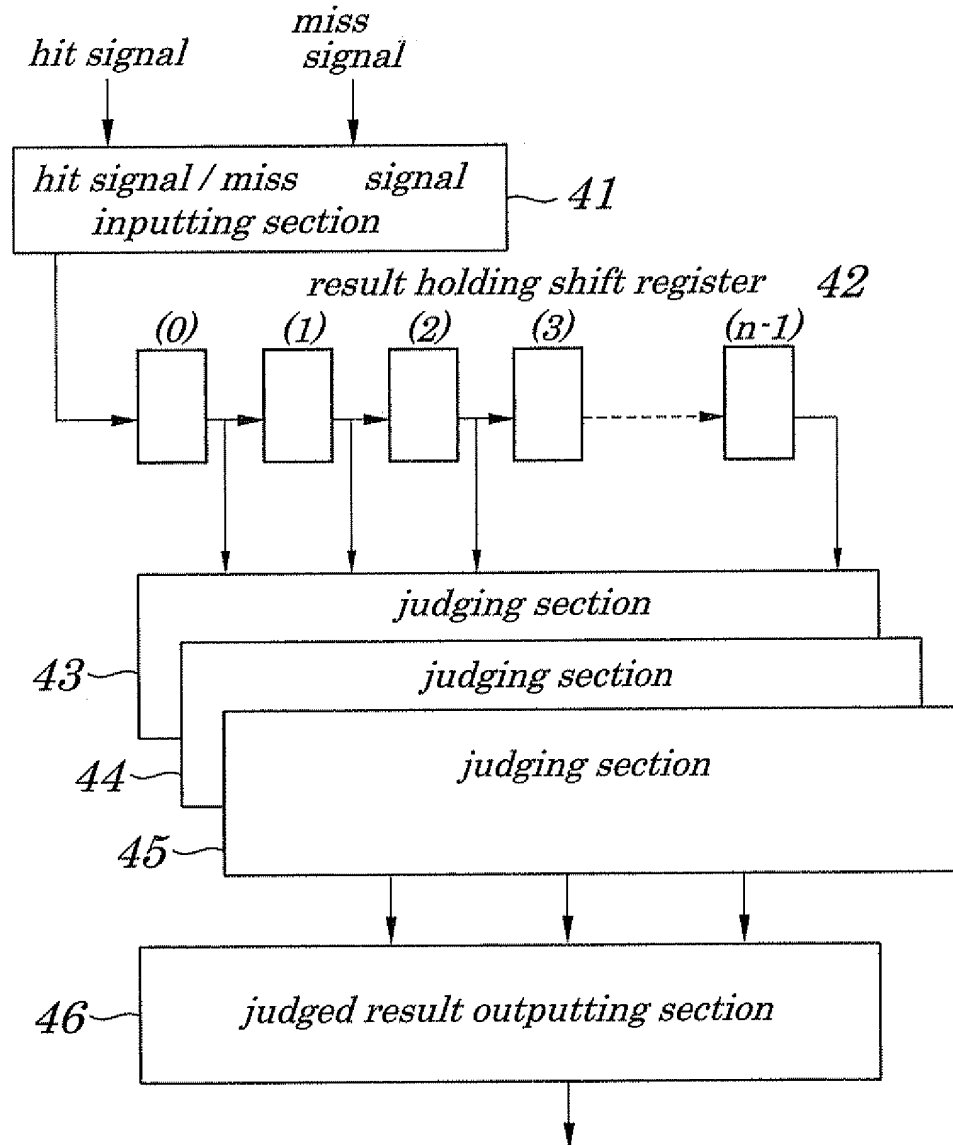 hit signal
miss
signal
hit signal / miss signal
inputting section
41
result holding shift register 42
(0) (1) (2) (3) (n-1)
judging section
43
judging section
44
judging section
45
46
judged result outputting section